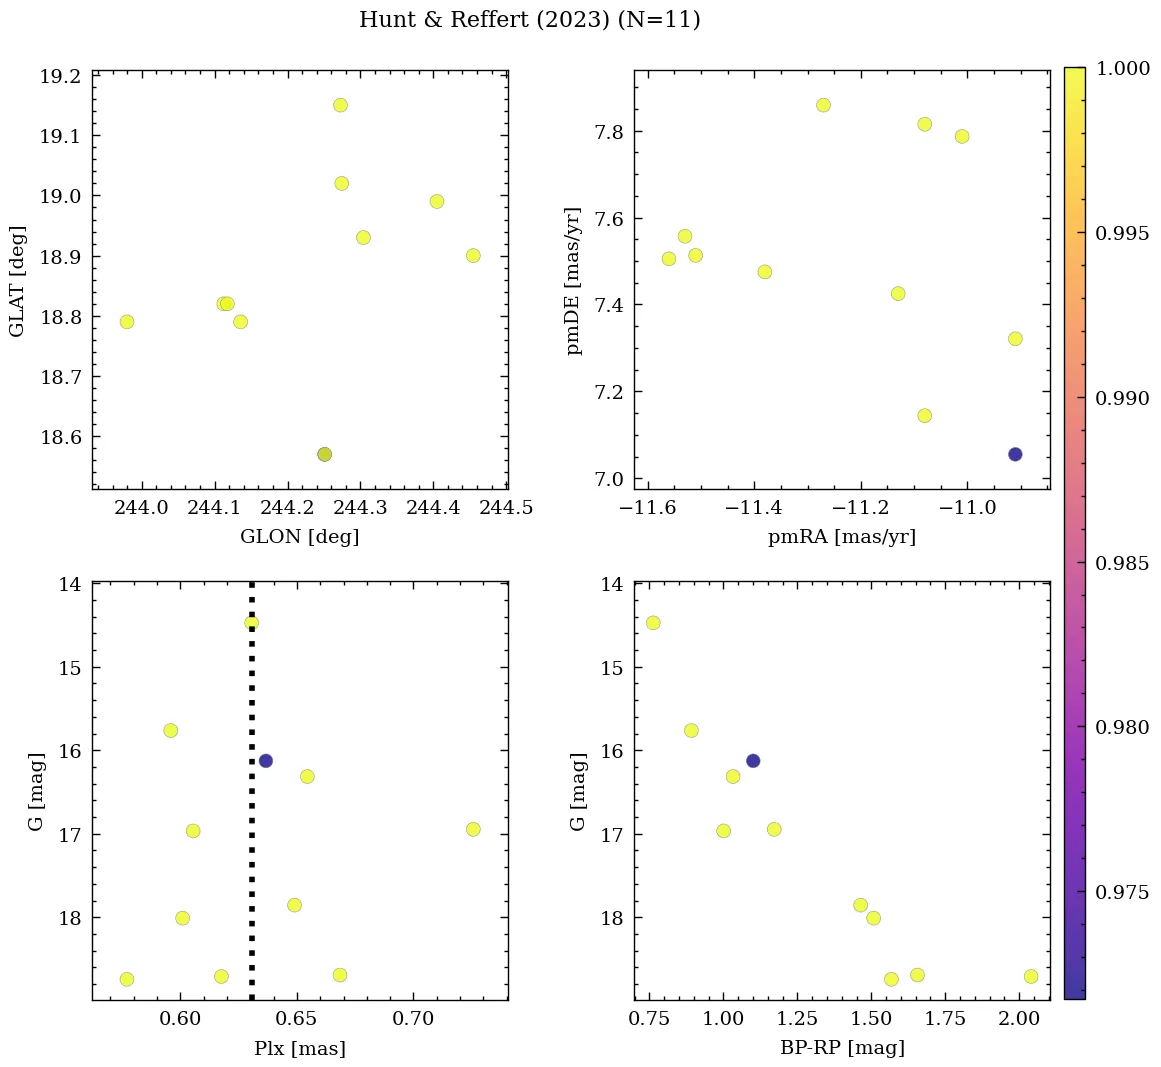 Hunt & Reffert (2023) (N=11)
19.2
19.1
19.0
18.9
18.8
18.7
18.6
GLAT [deg]
244.0 244.1 244.2 244.3 244.4 244.5
GLON [deg]
7.8
7.6
7.4
7.2
7.0
pmDE [mas/yr]
−11.6 −11.4 −11.2 −11.0
pmRA [mas/yr]
1.000
0.995
0.990
0.985
0.980
0.975
14
15
16
17
18
G [mag]
0.60 0.65 0.70
Plx [mas]
14
15
16
17
18
G [mag]
0.75 1.00 1.25 1.50 1.75 2.00
BP-RP [mag]